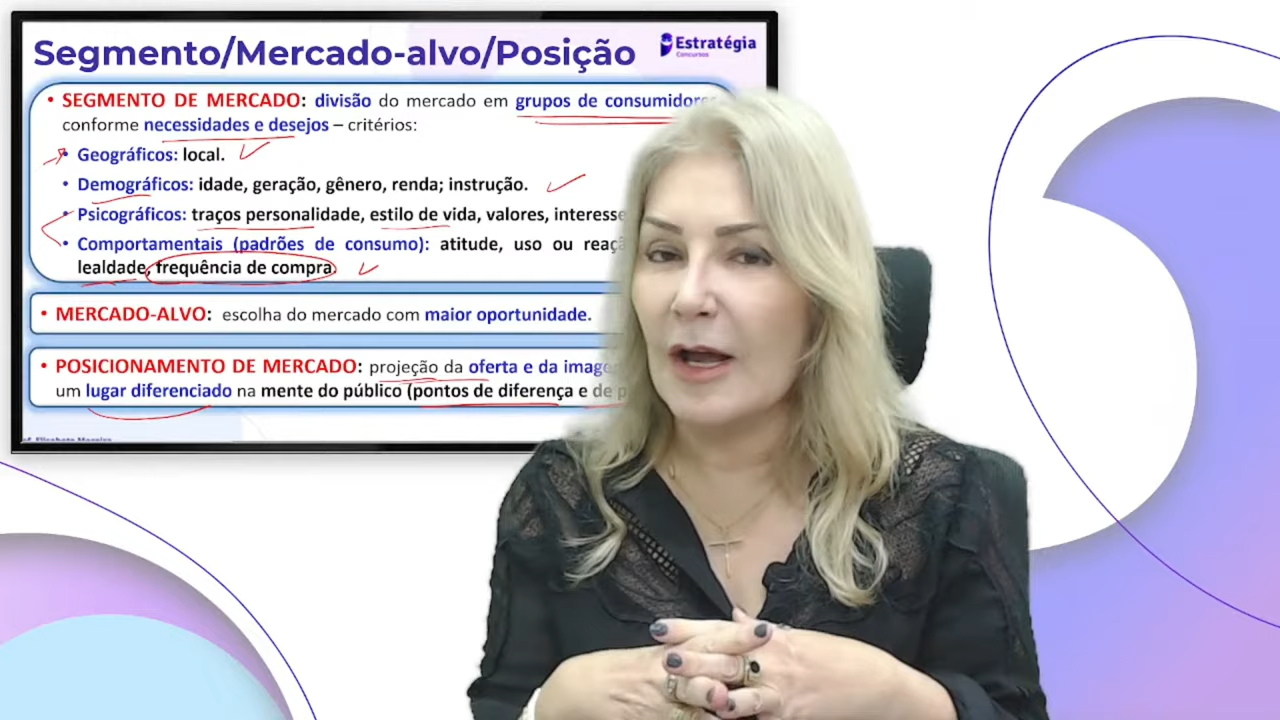 Segmento/Mercado-alvo/Posição
Estratégia
Concursos
• SEGMENTO DE MERCADO: divisão do mercado em grupos de consumidores
conforme necessidades e desejos – critérios:
• Geográficos: local.
• Demográficos: idade, geração, gênero, renda; instrução.
• Psicográficos: traços personalidade, estilo de vida, valores, interesse
• Comportamentais (padrões de consumo): atitude, uso ou
lealdade, frequência de compra.
• MERCADO-ALVO: escolha do mercado com maior oportunidade.
• POSICIONAMENTO DE MERCADO: projeção da oferta e da
um lugar diferenciado na mente do público (pontos de diferença e de